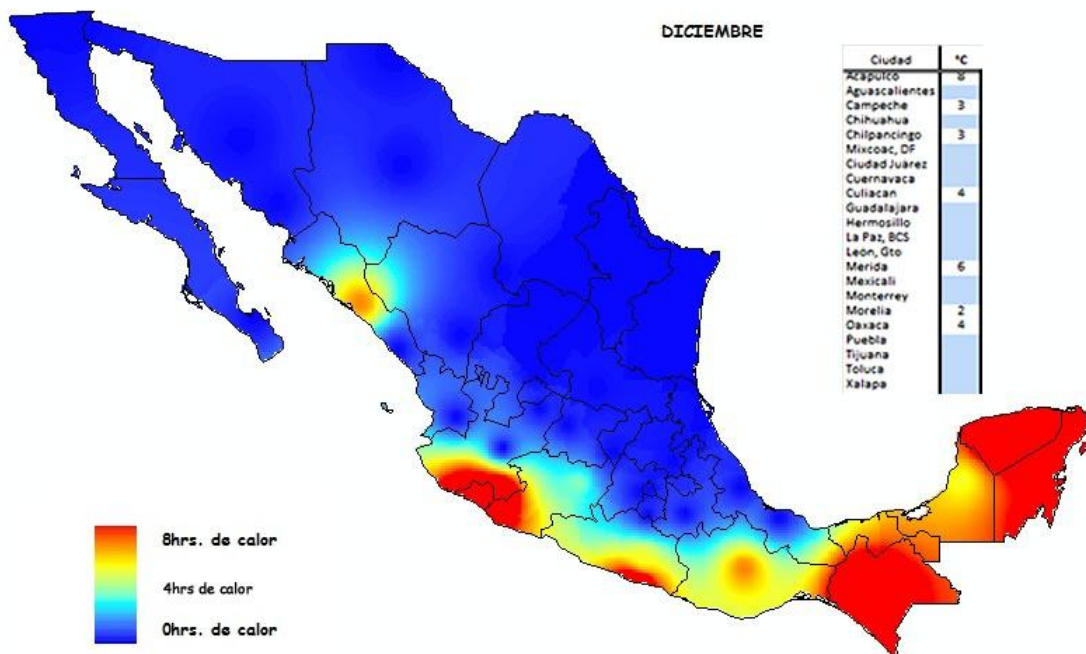 DICIEMBRE
Ciudad °C
Acapulco 8
Aguascalientes
Campeche 3
Chihuahua
Chilpancingo 3
Mixcoac, DF
Ciudad Juarez
Cuernavaca
Culiacan 4
Guadalajara
Hermosillo
La Paz, BCS
León, Gto
Merida 6
Mexicali
Monterrey
Morelia 2
Oaxaca 4
Puebla
Tijuana
Toluca
Xalapa
8hrs. de calor
4hrs de calor
0hrs. de calor